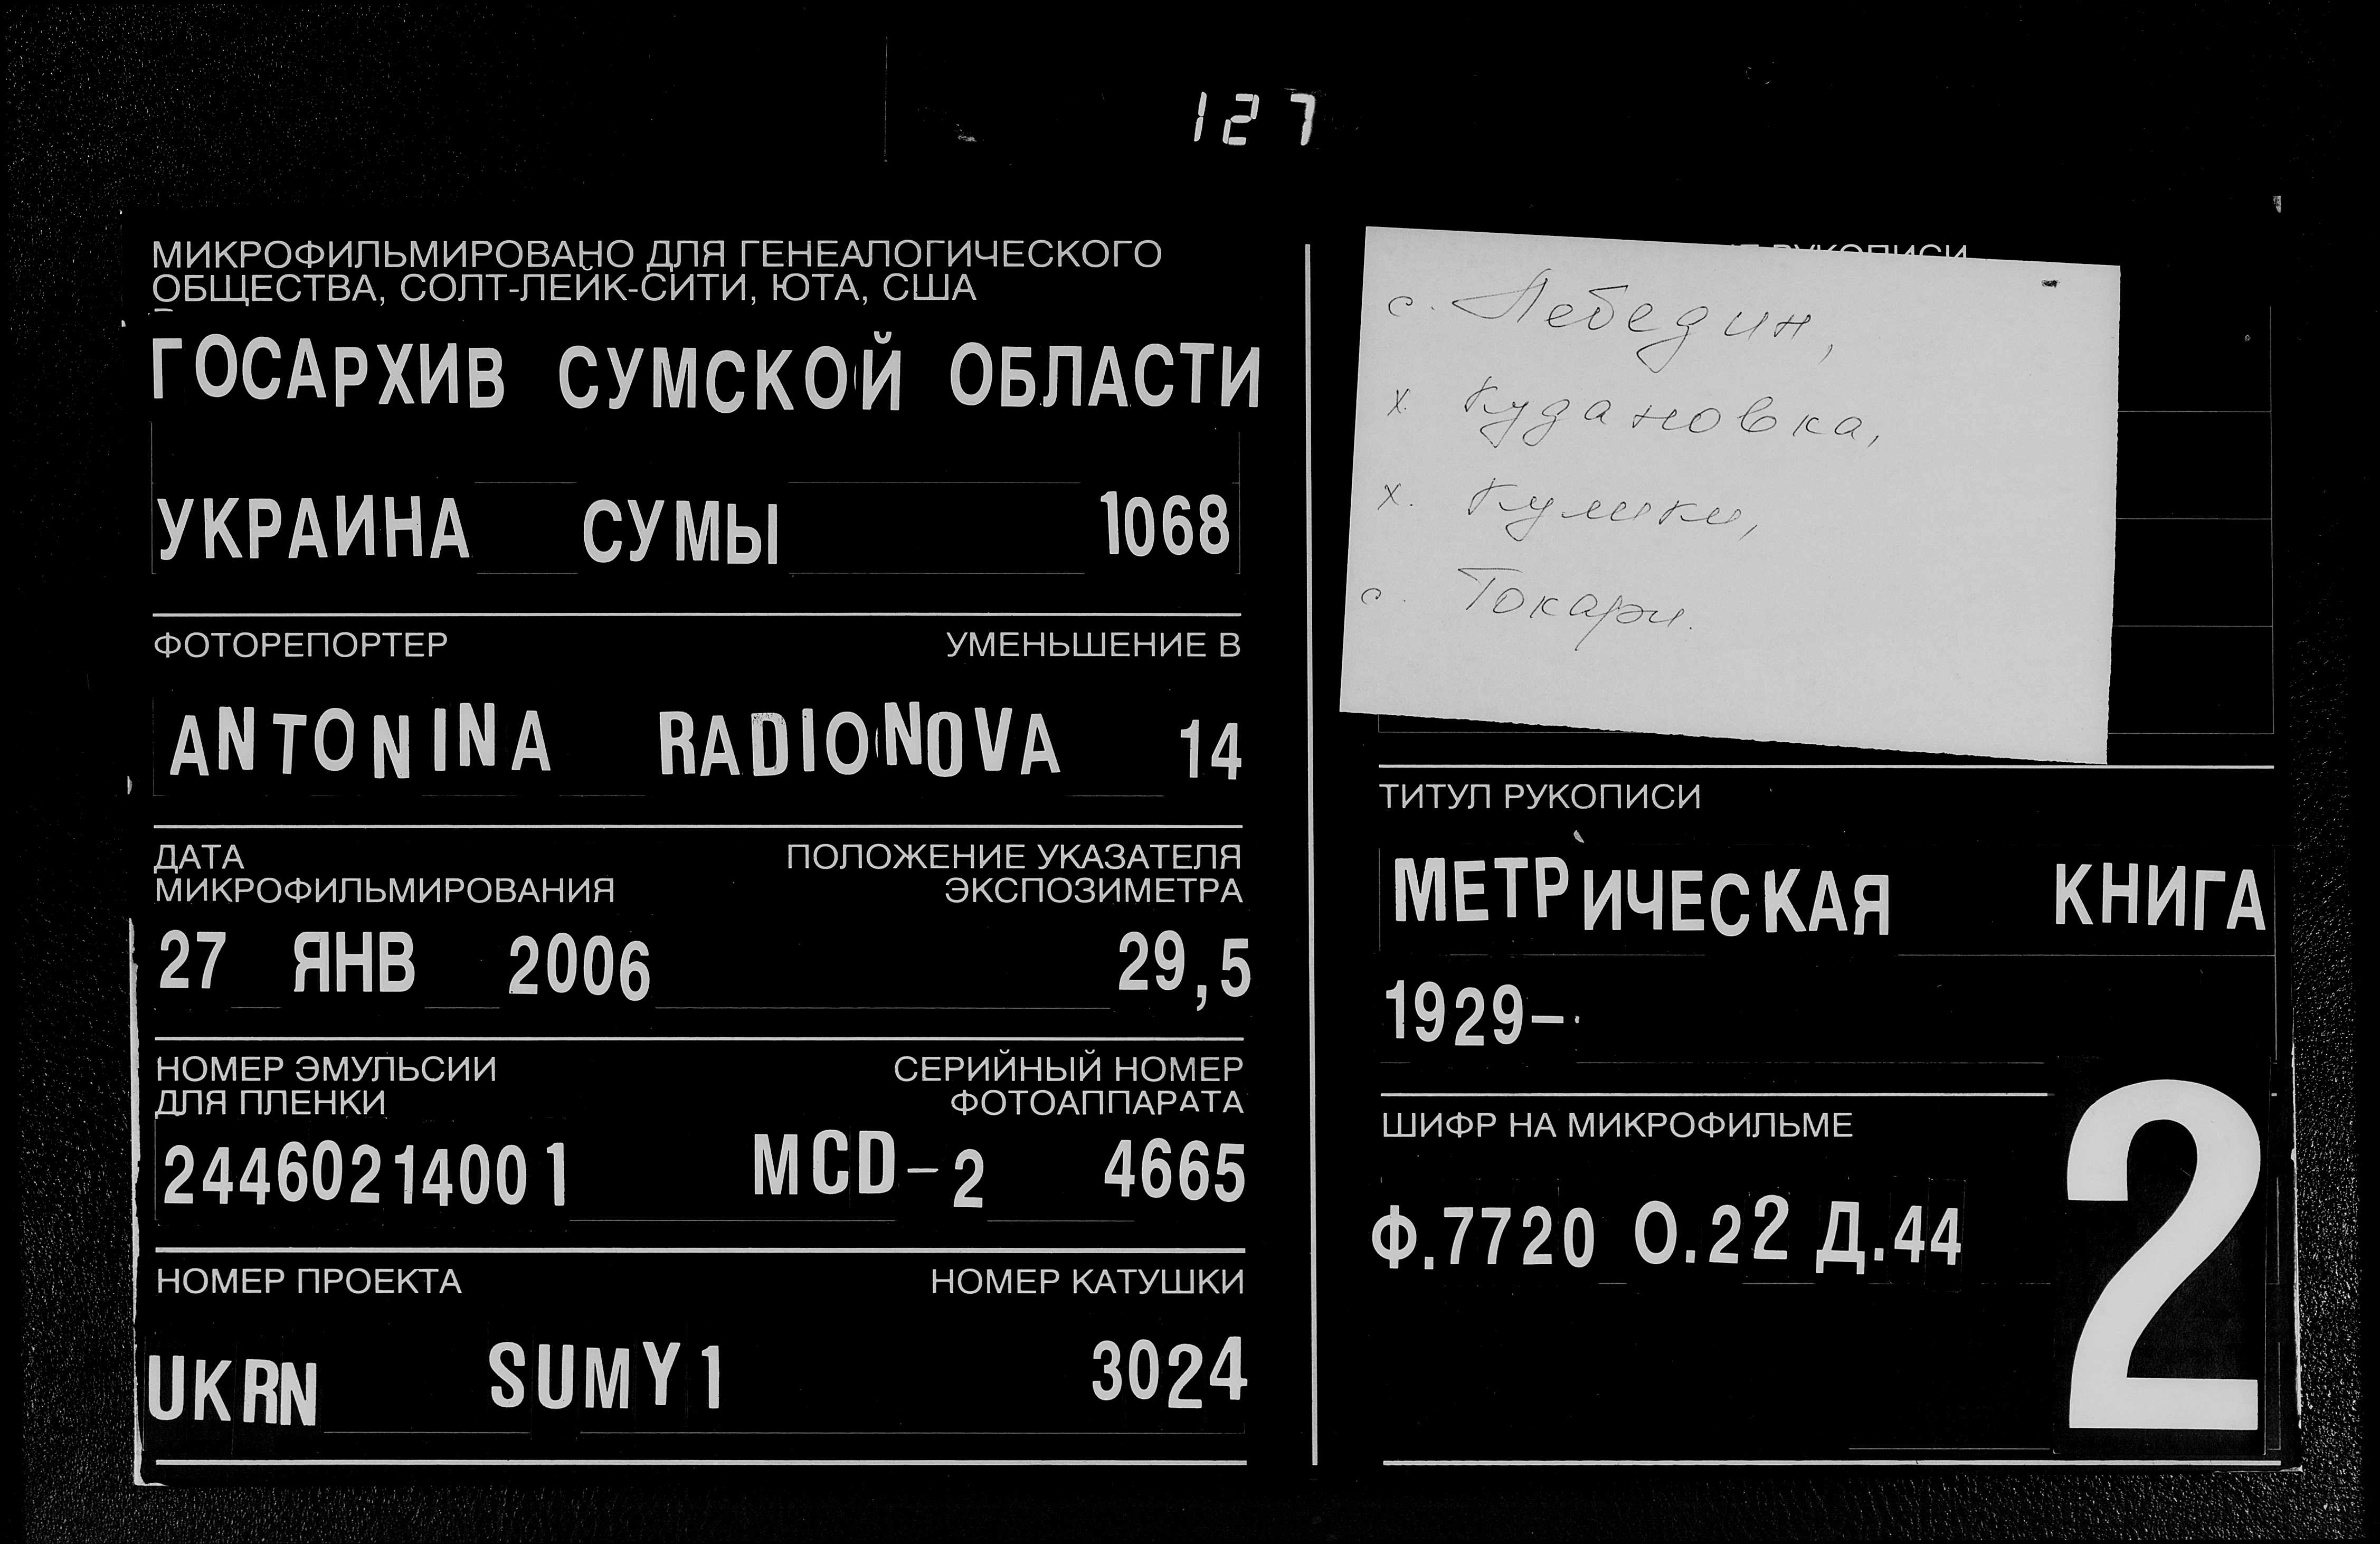 127
МИКРОФИЛЬМИРОВАНО ДЛЯ ГЕНЕАЛОГИЧЕСКОГО
ОБЩЕСТВА, СОЛТ-ЛЕЙК-СИТИ, ЮТА, США
ГОСАРХИВ СУМСКОЙ ОБЛАСТИ
УКРАИНА СУМЫ 1068
ФОТОРЕПОРТЕР УМЕНЬШЕНИЕ В
ANTONINA RADIONOVA 14
ДАТА
МИКРОФИЛЬМИРОВАНИЯ
ПОЛОЖЕНИЕ УКАЗАТЕЛЯ
ЭКСПОЗИМЕТРА
27 ЯНВ 2006 29,5
НОМЕР ЭМУЛЬСИИ
ДЛЯ ПЛЕНКИ
СЕРИЙНЫЙ НОМЕР
ФОТОАППАРАТА
24460214001 MCD-2 4665
НОМЕР ПРОЕКТА НОМЕР КАТУШКИ
UKRN SUMY1 3024
РУКОПИСИ
с. Лебедин,
х. Кудановка,
х. Кулики,
с. Токари.
ТИТУЛ РУКОПИСИ
МЕТРИЧЕСКАЯ КНИГА
1929-
ШИФР НА МИКРОФИЛЬМЕ
Ф.7720 О.22 Д.44
2